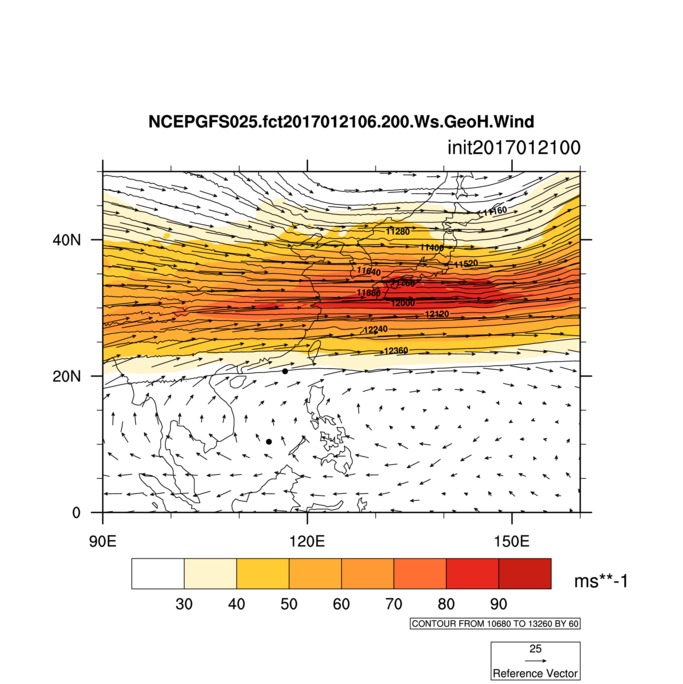 NCEPGFS025.fct2017012106.200.Ws.GeoH.Wind
init2017012100
11160
11280
40N
11400
11520
11640
11880
12000
12120
12240
12360
20N
0
90E 120E 150E
30 40 50 60 70 80 90 ms**-1
CONTOUR FROM 10680 TO 13260 BY 60
25
Reference Vector